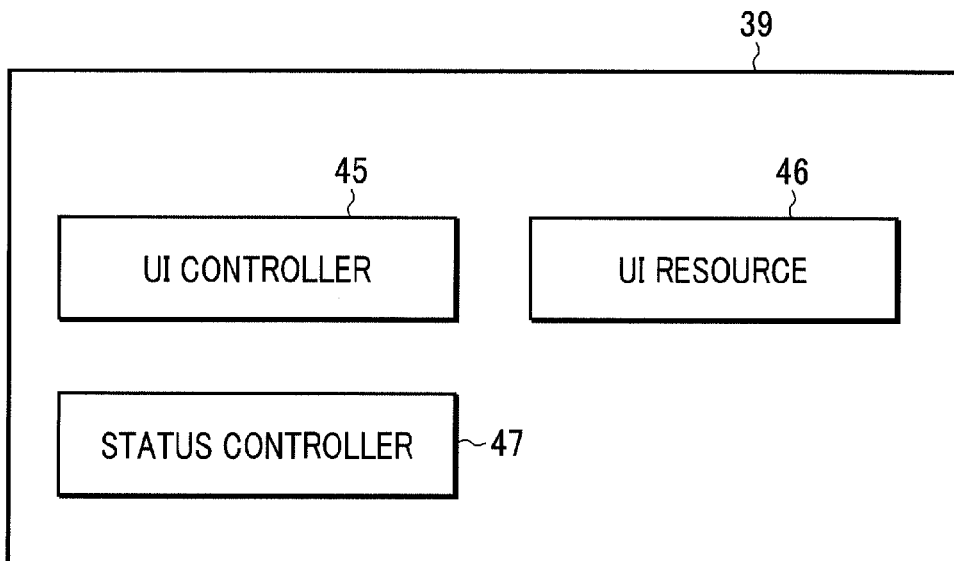 39
45
46
UI CONTROLLER
UI RESOURCE
STATUS CONTROLLER
47